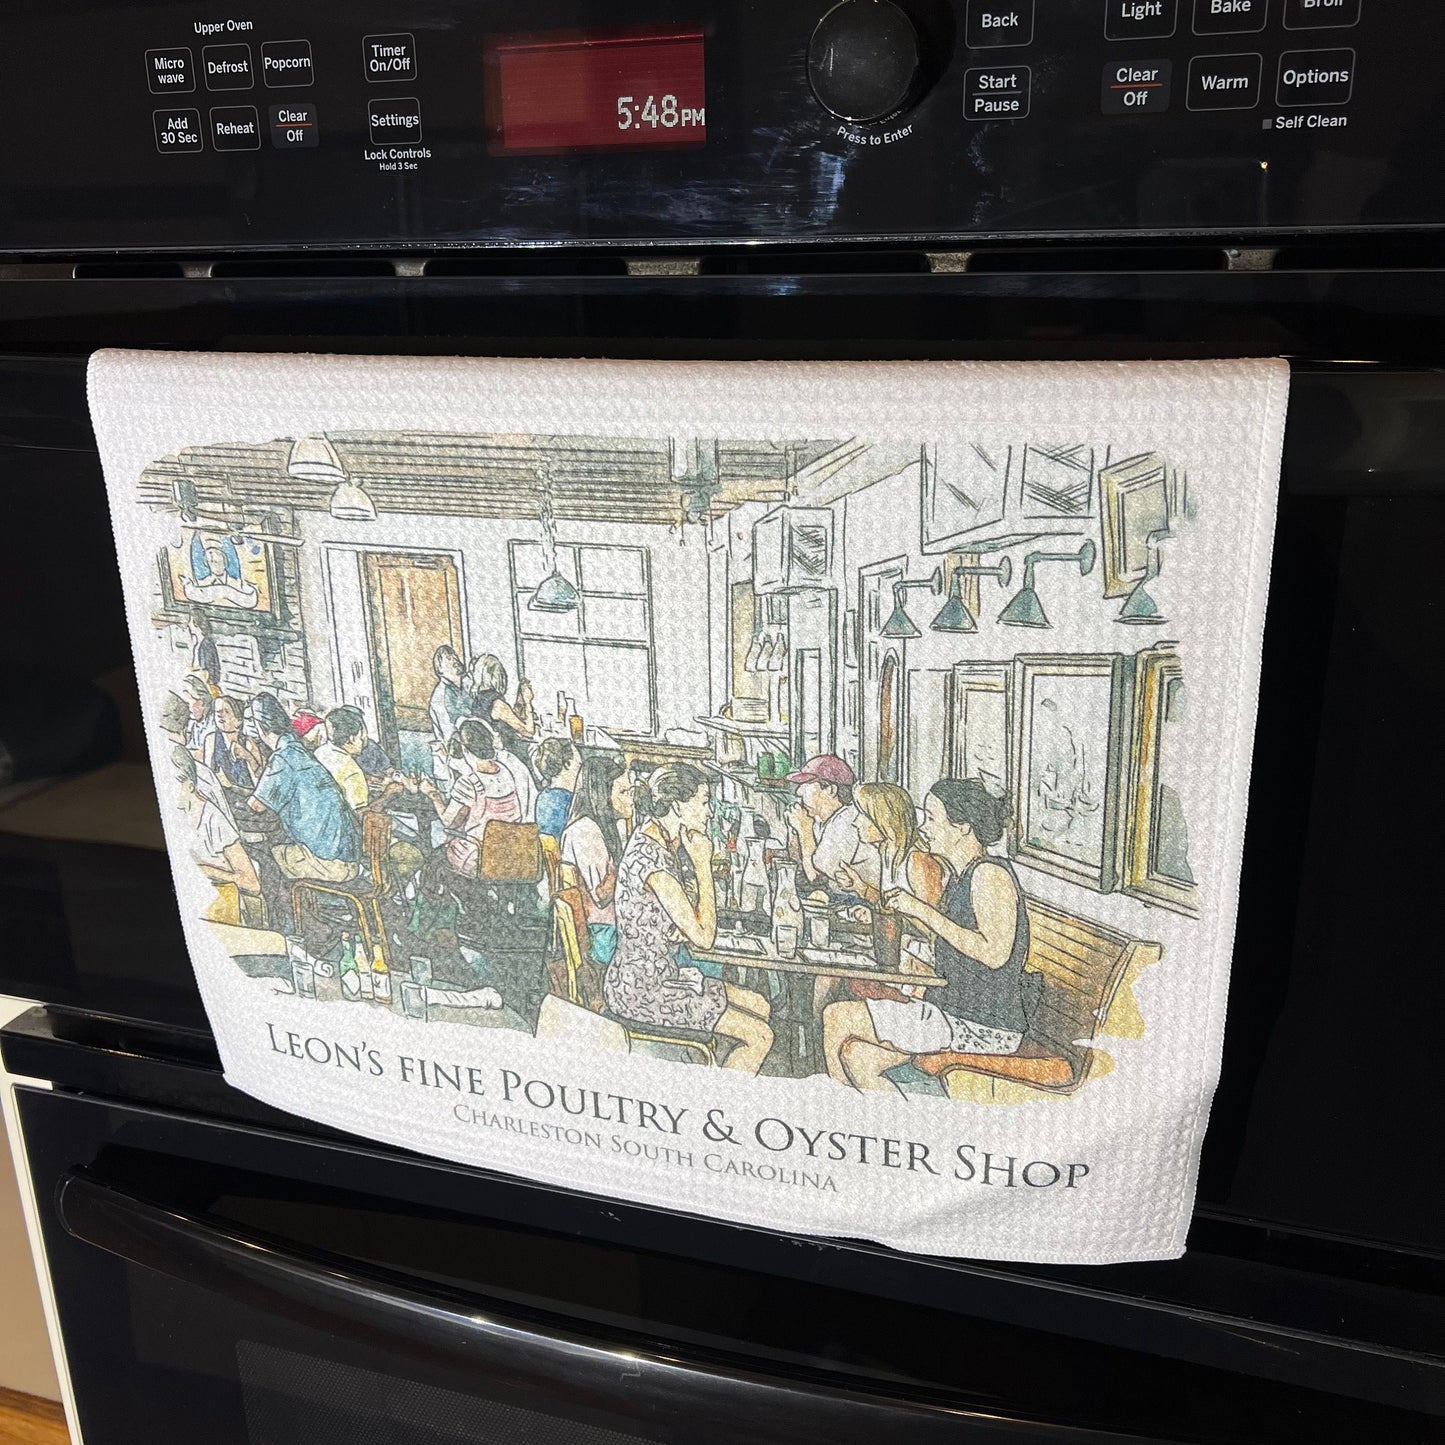 Upper Oven
Micro
wave
Defrost
Popcorn
Timer
On/Off
Add
30 Sec
Reheat
Clear
Off
Settings
Lock Controls
Hold 3 Sec
5:48PM
Press to Enter
Back
Start
Pause
Light
Bake
Broil
Clear
Off
Warm
Options
Self Clean
LEON'S FINE POULTRY & OYSTER SHOP
CHARLESTON SOUTH CAROLINA